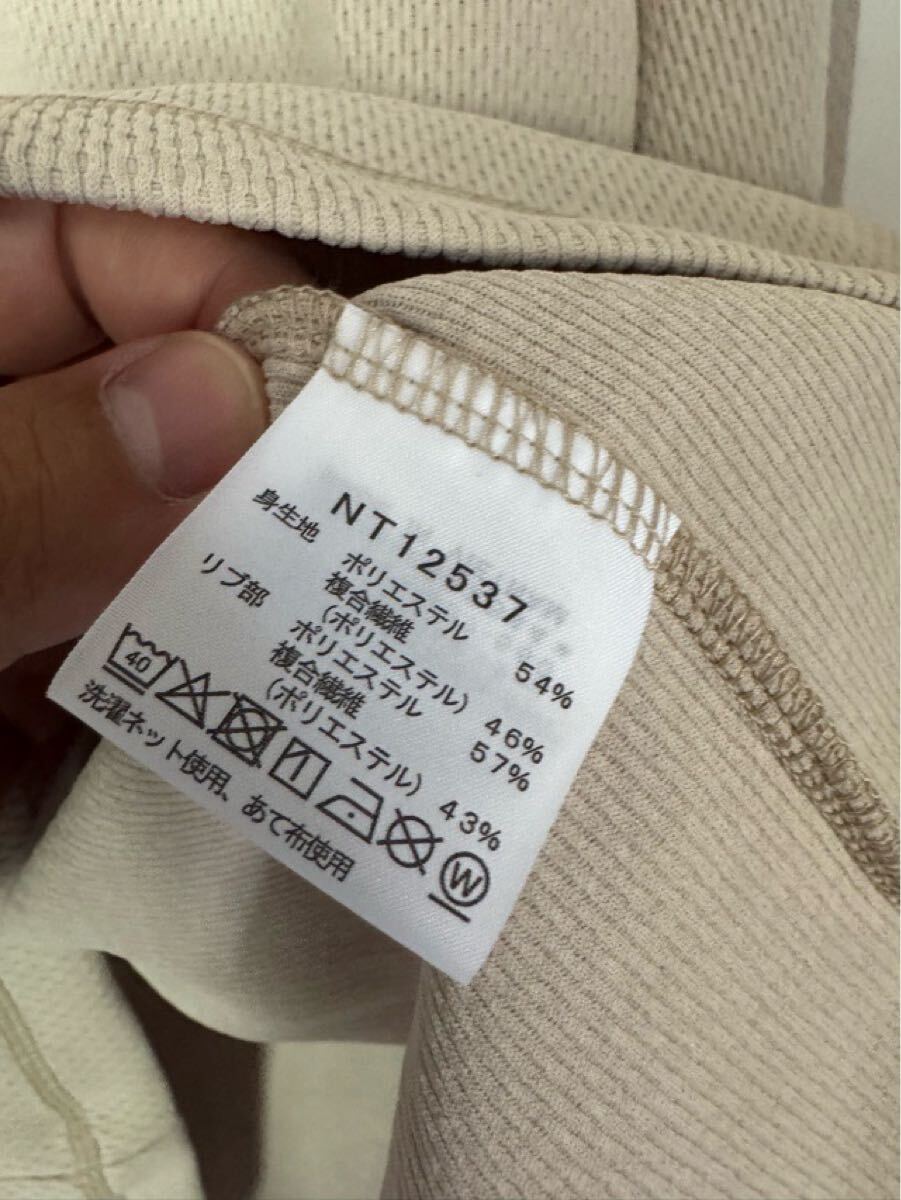 NT12537
身生地 ポリエステル 54%
複合繊維
(ポリエステル) 46%
リブ部 ポリエステル 57%
複合繊維
(ポリエステル) 43%
40 W
洗濯ネット使用、あて布使用